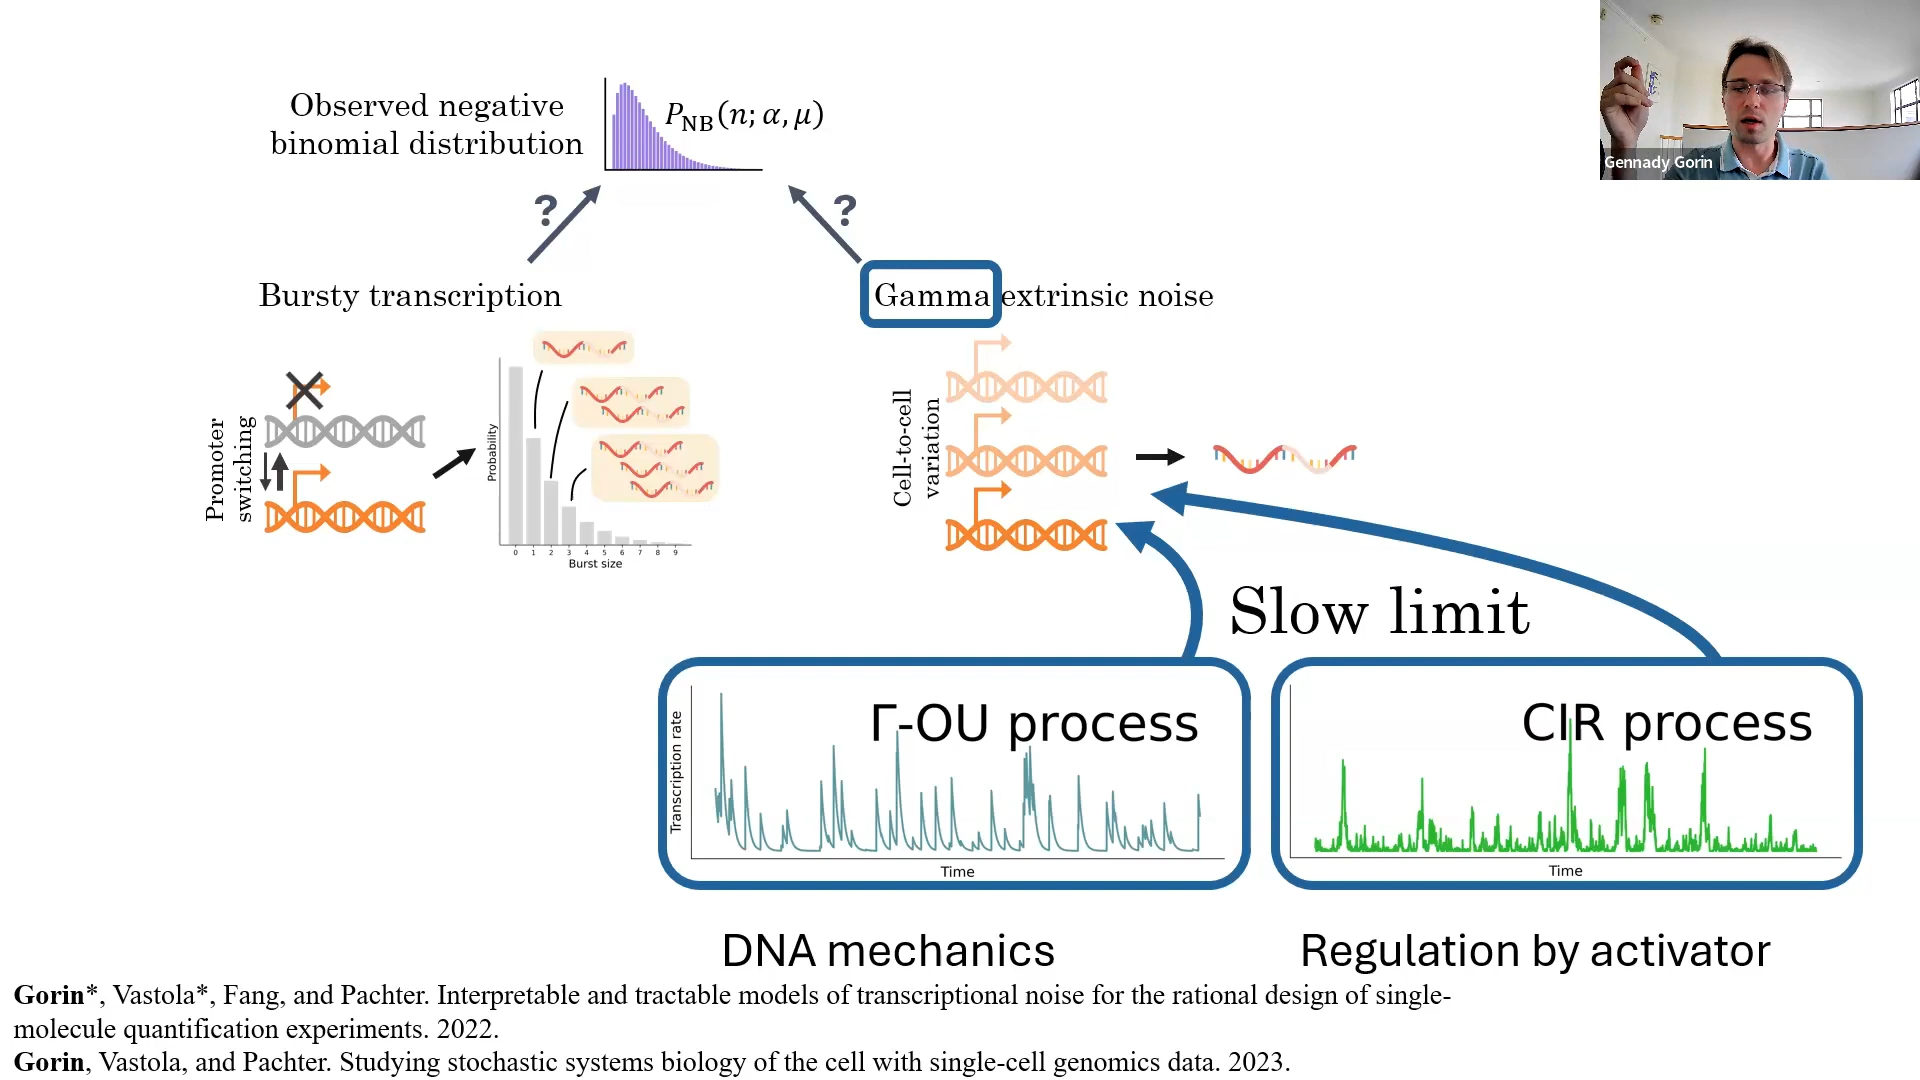 Observed negative
binomial distribution
P_NB(n; α, μ)
Gennady Gorin
?
?
Bursty transcription
Gamma extrinsic noise
Promoter
switching
Probability
0 1 2 3 4 5 6 7 8 9
Burst size
Cell-to-cell
variation
Slow limit
Γ-OU process
Transcription rate
Time
CIR process
Time
DNA mechanics
Regulation by activator
Gorin*, Vastola*, Fang, and Pachter. Interpretable and tractable models of transcriptional noise for the rational design of single-
molecule quantification experiments. 2022.
Gorin, Vastola, and Pachter. Studying stochastic systems biology of the cell with single-cell genomics data. 2023.